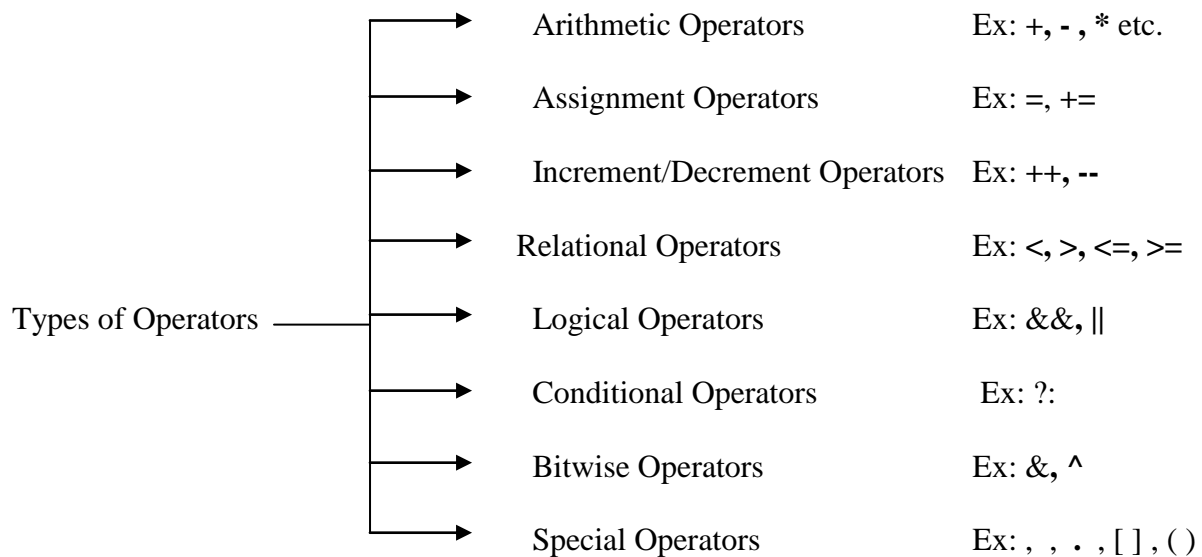 Arithmetic Operators Ex: +, - , * etc.
Assignment Operators Ex: =, +=
Increment/Decrement Operators Ex: ++, --
Relational Operators Ex: <, >, <=, >=
Types of Operators
Logical Operators Ex: &&, ||
Conditional Operators Ex: ?:
Bitwise Operators Ex: &, ^
Special Operators Ex: , , . , [ ] , ( )